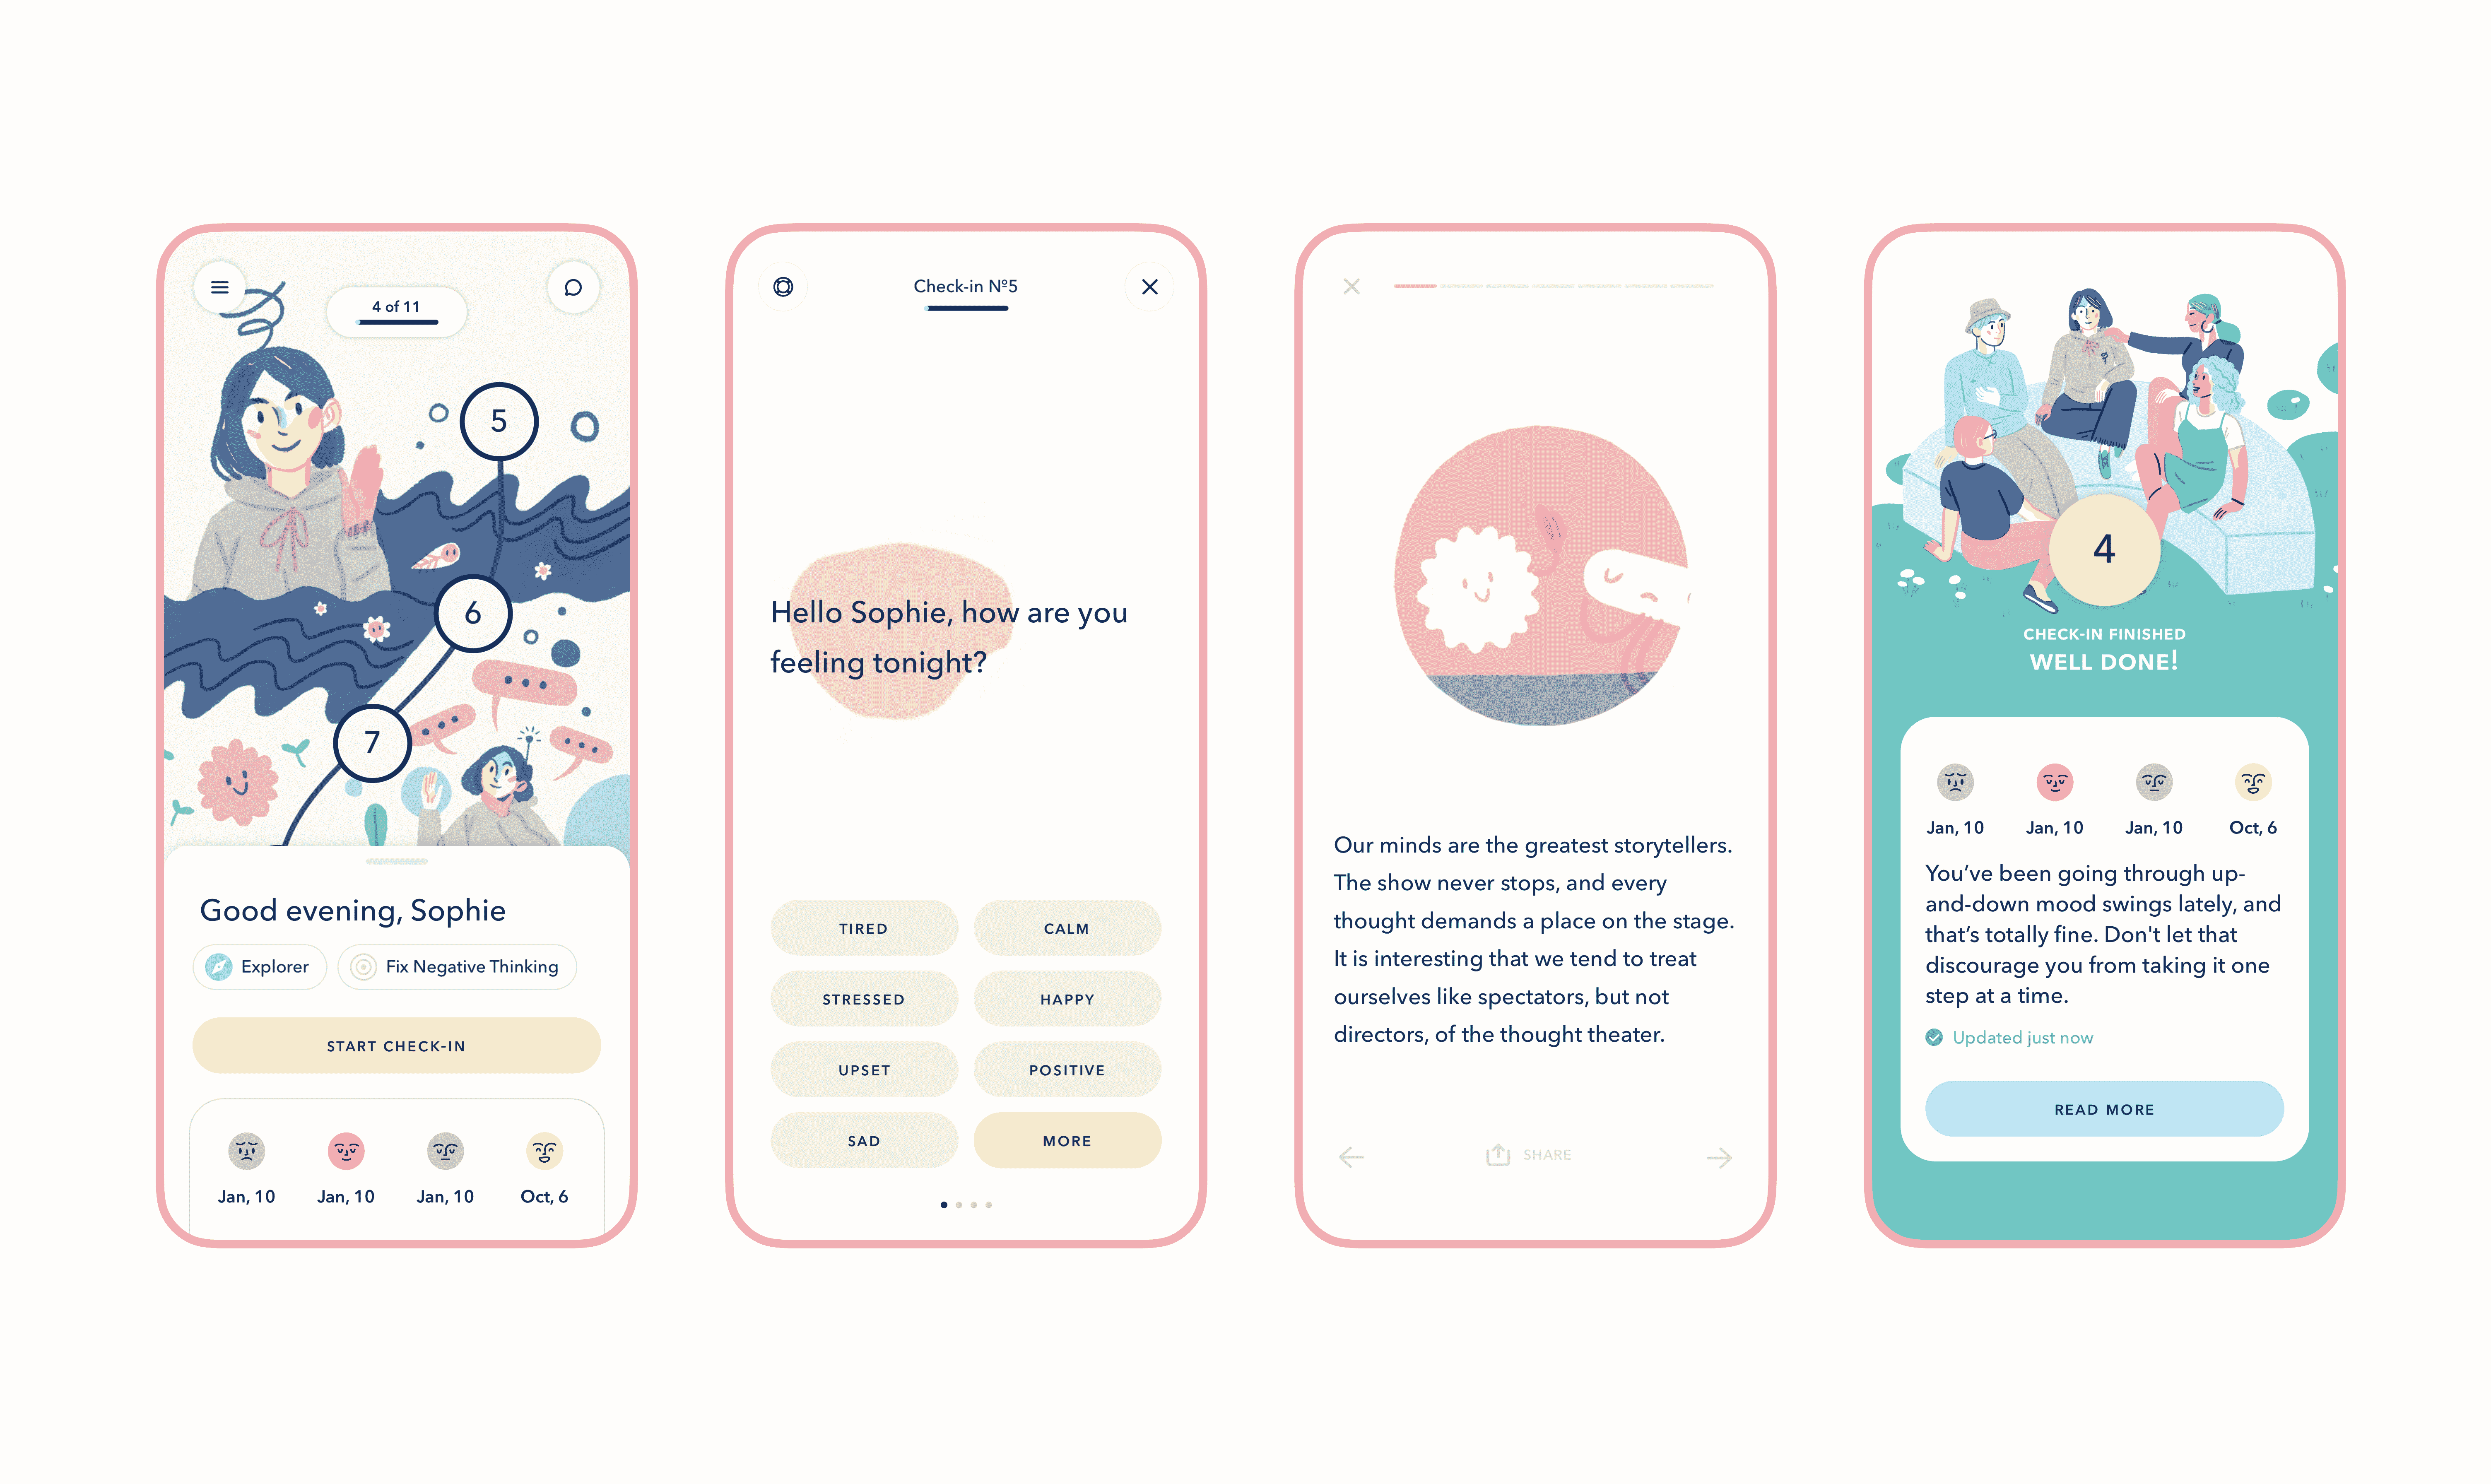 4 of 11
5
6
7
Good evening, Sophie
Explorer
Fix Negative Thinking
START CHECK-IN
Jan, 10
Jan, 10
Jan, 10
Oct, 6
Check-in Nº5
Hello Sophie, how are you
feeling tonight?
TIRED
CALM
STRESSED
HAPPY
UPSET
POSITIVE
SAD
MORE
Our minds are the greatest storytellers.
The show never stops, and every
thought demands a place on the stage.
It is interesting that we tend to treat
ourselves like spectators, but not
directors, of the thought theater.
SHARE
4
CHECK-IN FINISHED
WELL DONE!
Jan, 10
Jan, 10
Jan, 10
Oct, 6
You’ve been going through up-
and-down mood swings lately, and
that’s totally fine. Don't let that
discourage you from taking it one
step at a time.
Updated just now
READ MORE